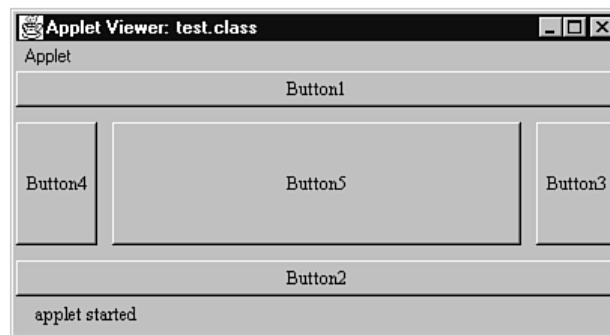 Applet Viewer: test.class
Applet
Button1
Button4 Button5 Button3
Button2
applet started